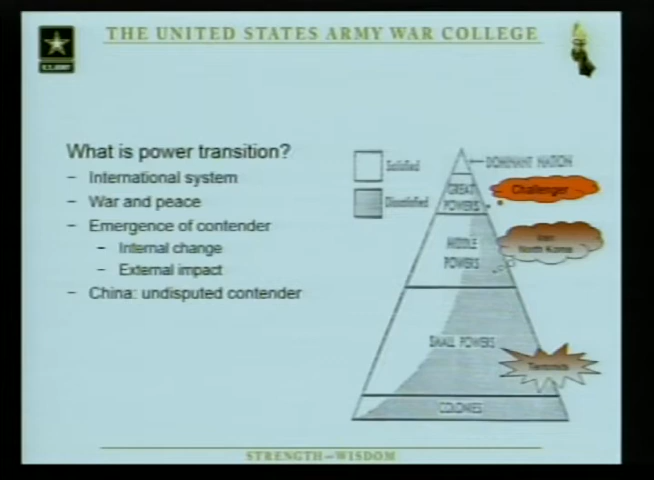 THE UNITED STATES ARMY WAR COLLEGE
U.S. ARMY
What is power transition?
– International system
– War and peace
– Emergence of contender
– Internal change
– External impact
– China: undisputed contender
Satisfied
Dissatisfied
DOMINANT NATION
GREAT
POWERS
Challenger
MIDDLE
POWERS
Iran
North Korea
SMALL POWERS
Terrorists
COLONIES
STRENGTH—WISDOM